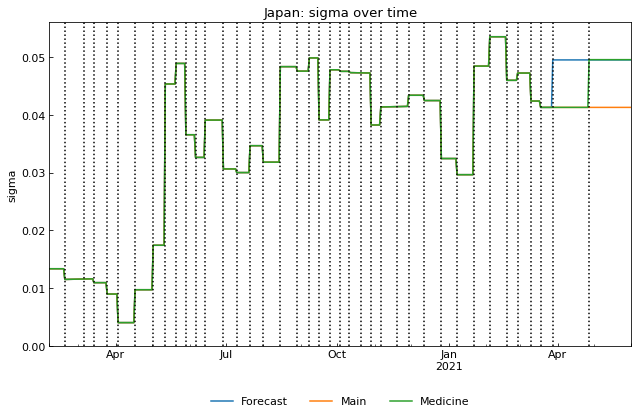 Japan: sigma over time
0.05
0.04
0.03
sigma
0.02
0.01
0.00
Apr Jul Oct Jan Apr
2021
Forecast Main Medicine